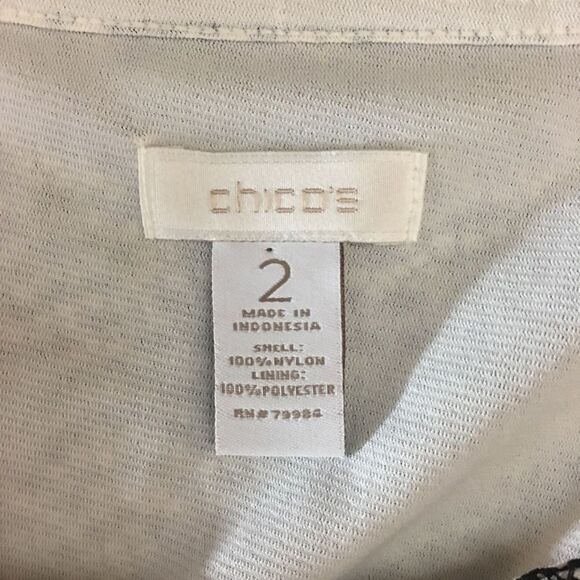 chico's
2
MADE IN
INDONESIA
SHELL:
100%NYLON
LINING:
100%POLYESTER
RN# 79984